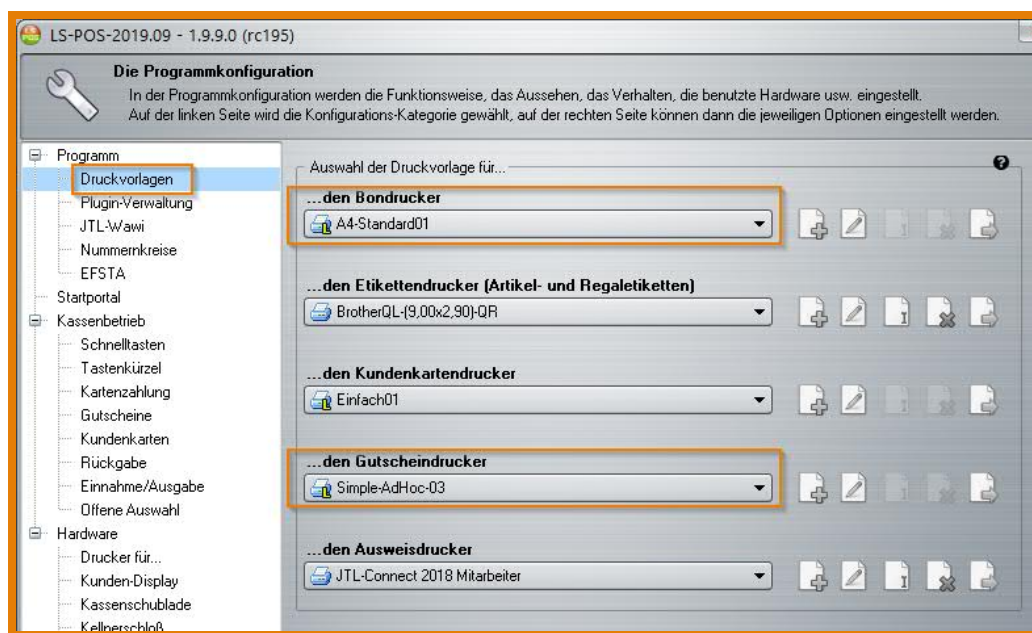 LS-POS-2019.09 - 1.9.9.0 (rc195)
Die Programmkonfiguration
In der Programmkonfiguration werden die Funktionsweise, das Aussehen, das Verhalten, die benutzte Hardware usw. eingestellt.
Auf der linken Seite wird die Konfigurations-Kategorie gewählt, auf der rechten Seite können dann die jeweiligen Optionen eingestellt werden.
Programm
Druckvorlagen
Plugin-Verwaltung
JTL-Wawi
Nummernkreise
EFSTA
Startportal
Kassenbetrieb
Schnelltasten
Tastenkürzel
Kartenzahlung
Gutscheine
Kundenkarten
Rückgabe
Einnahme/Ausgabe
Offene Auswahl
Hardware
Drucker für...
Kunden-Display
Kassenschublade
Kellnerschloß
Auswahl der Druckvorlage für...
...den Bondrucker
A4-Standard01
...den Etikettendrucker (Artikel- und Regaletiketten)
BrotherQL-(9,00x2,90)-QR
...den Kundenkartendrucker
Einfach01
...den Gutscheindrucker
Simple-AdHoc-03
...den Ausweisdrucker
JTL-Connect 2018 Mitarbeiter